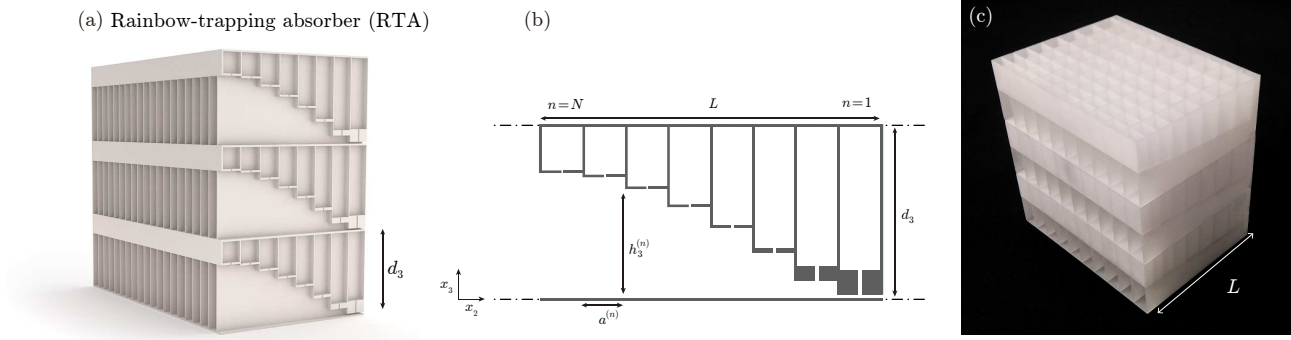 (a) Rainbow-trapping absorber (RTA)
d₃
(b)
n=N
L
n=1
h₃⁽ⁿ⁾
d₃
x₃
x₂
a⁽ⁿ⁾
(c)
L